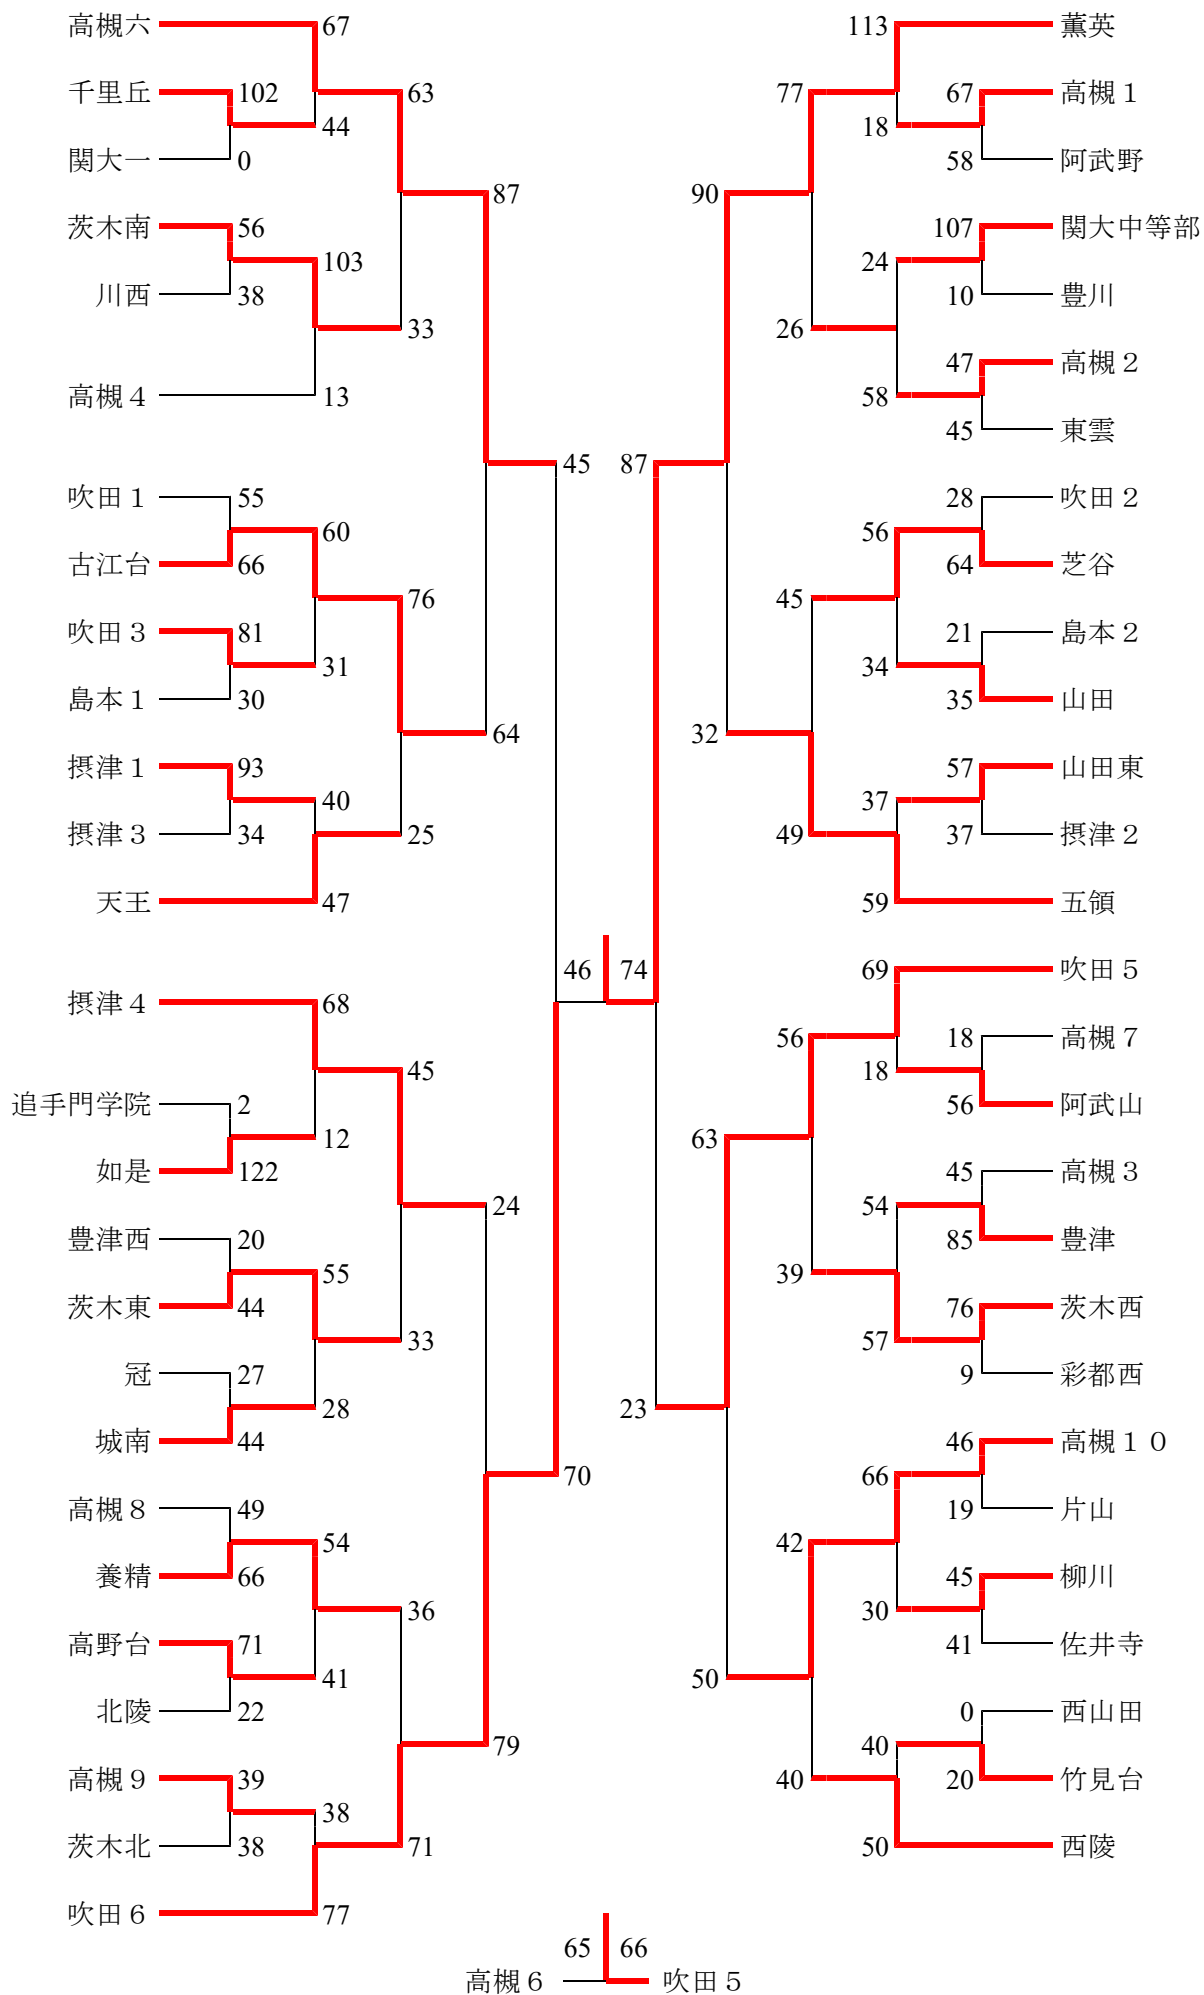 高槻六 67 113 薫英
千里丘 102 63 77 67 高槻１
44 18
関大一 0 58 阿武野
87 90
茨木南 56 107 関大中等部
103 24
川西 38 10 豊川
33 26
47 高槻２
高槻４ 13 58
45 東雲
45 87
吹田１ 55 28 吹田２
60 56
古江台 66 64 芝谷
76 45
吹田３ 81 21 島本２
31 34
島本１ 30 35 山田
64 32
摂津１ 93 57 山田東
40 37
摂津３ 34 25 49 37 摂津２
天王 47 59 五領
46 74 69 吹田５
摂津４ 68
56 18 高槻７
45 18
追手門学院 2 56 阿武山
12 63
如是 122 45 高槻３
24 54
豊津西 20 85 豊津
55 39
茨木東 44 76 茨木西
33 57
冠 27 9 彩都西
28 23
城南 44 46 高槻１０
70 66
高槻８ 49 19 片山
54 42
養精 66 45 柳川
36 30
高野台 71 41 佐井寺
41 50
北陵 22 0 西山田
79 40
高槻９ 39 40 20 竹見台
38
茨木北 38 71 50 西陵
吹田６ 77
65 66
高槻６ 吹田５